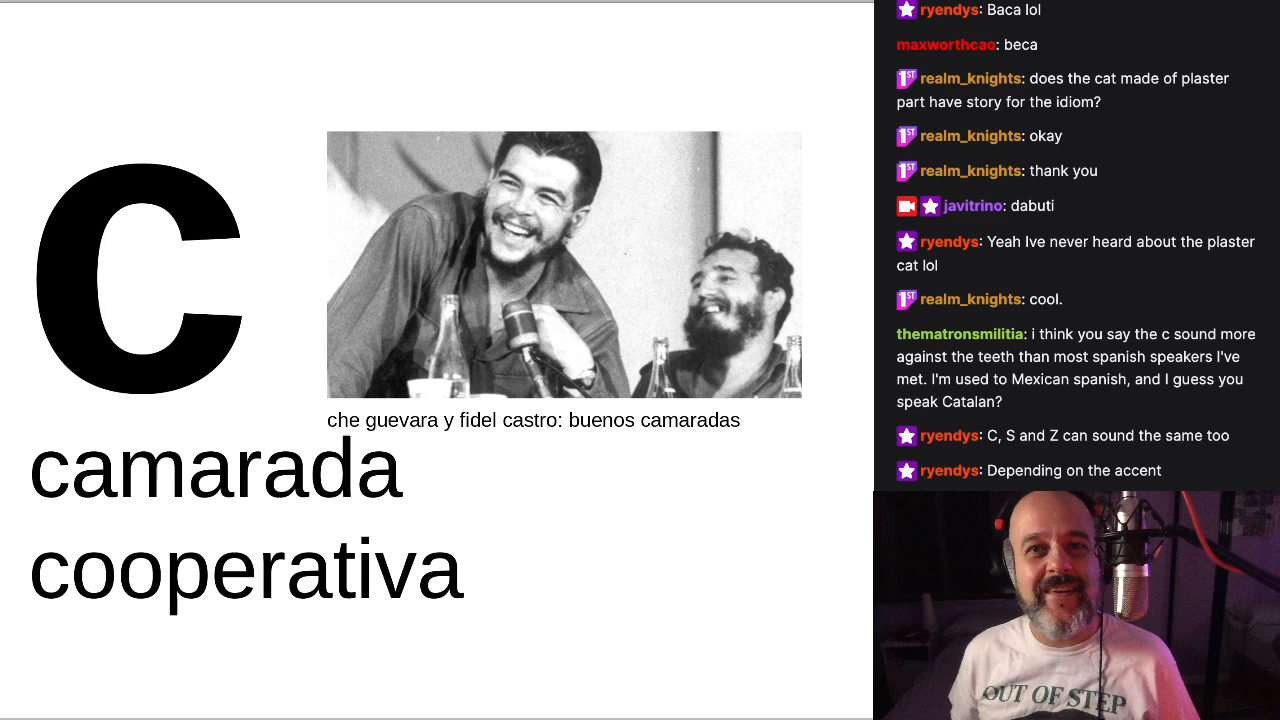 c
che guevara y fidel castro: buenos camaradas
camarada
cooperativa
ryendys: Baca lol
maxworthcao: beca
1ST realm_knights: does the cat made of plaster
part have story for the idiom?
1ST realm_knights: okay
1ST realm_knights: thank you
javitrino: dabuti
ryendys: Yeah Ive never heard about the plaster
cat lol
1ST realm_knights: cool.
thematronsmilitia: i think you say the c sound more
against the teeth than most spanish speakers I've
met. I'm used to Mexican spanish, and I guess you
speak Catalan?
ryendys: C, S and Z can sound the same too
ryendys: Depending on the accent
OUT OF STEP